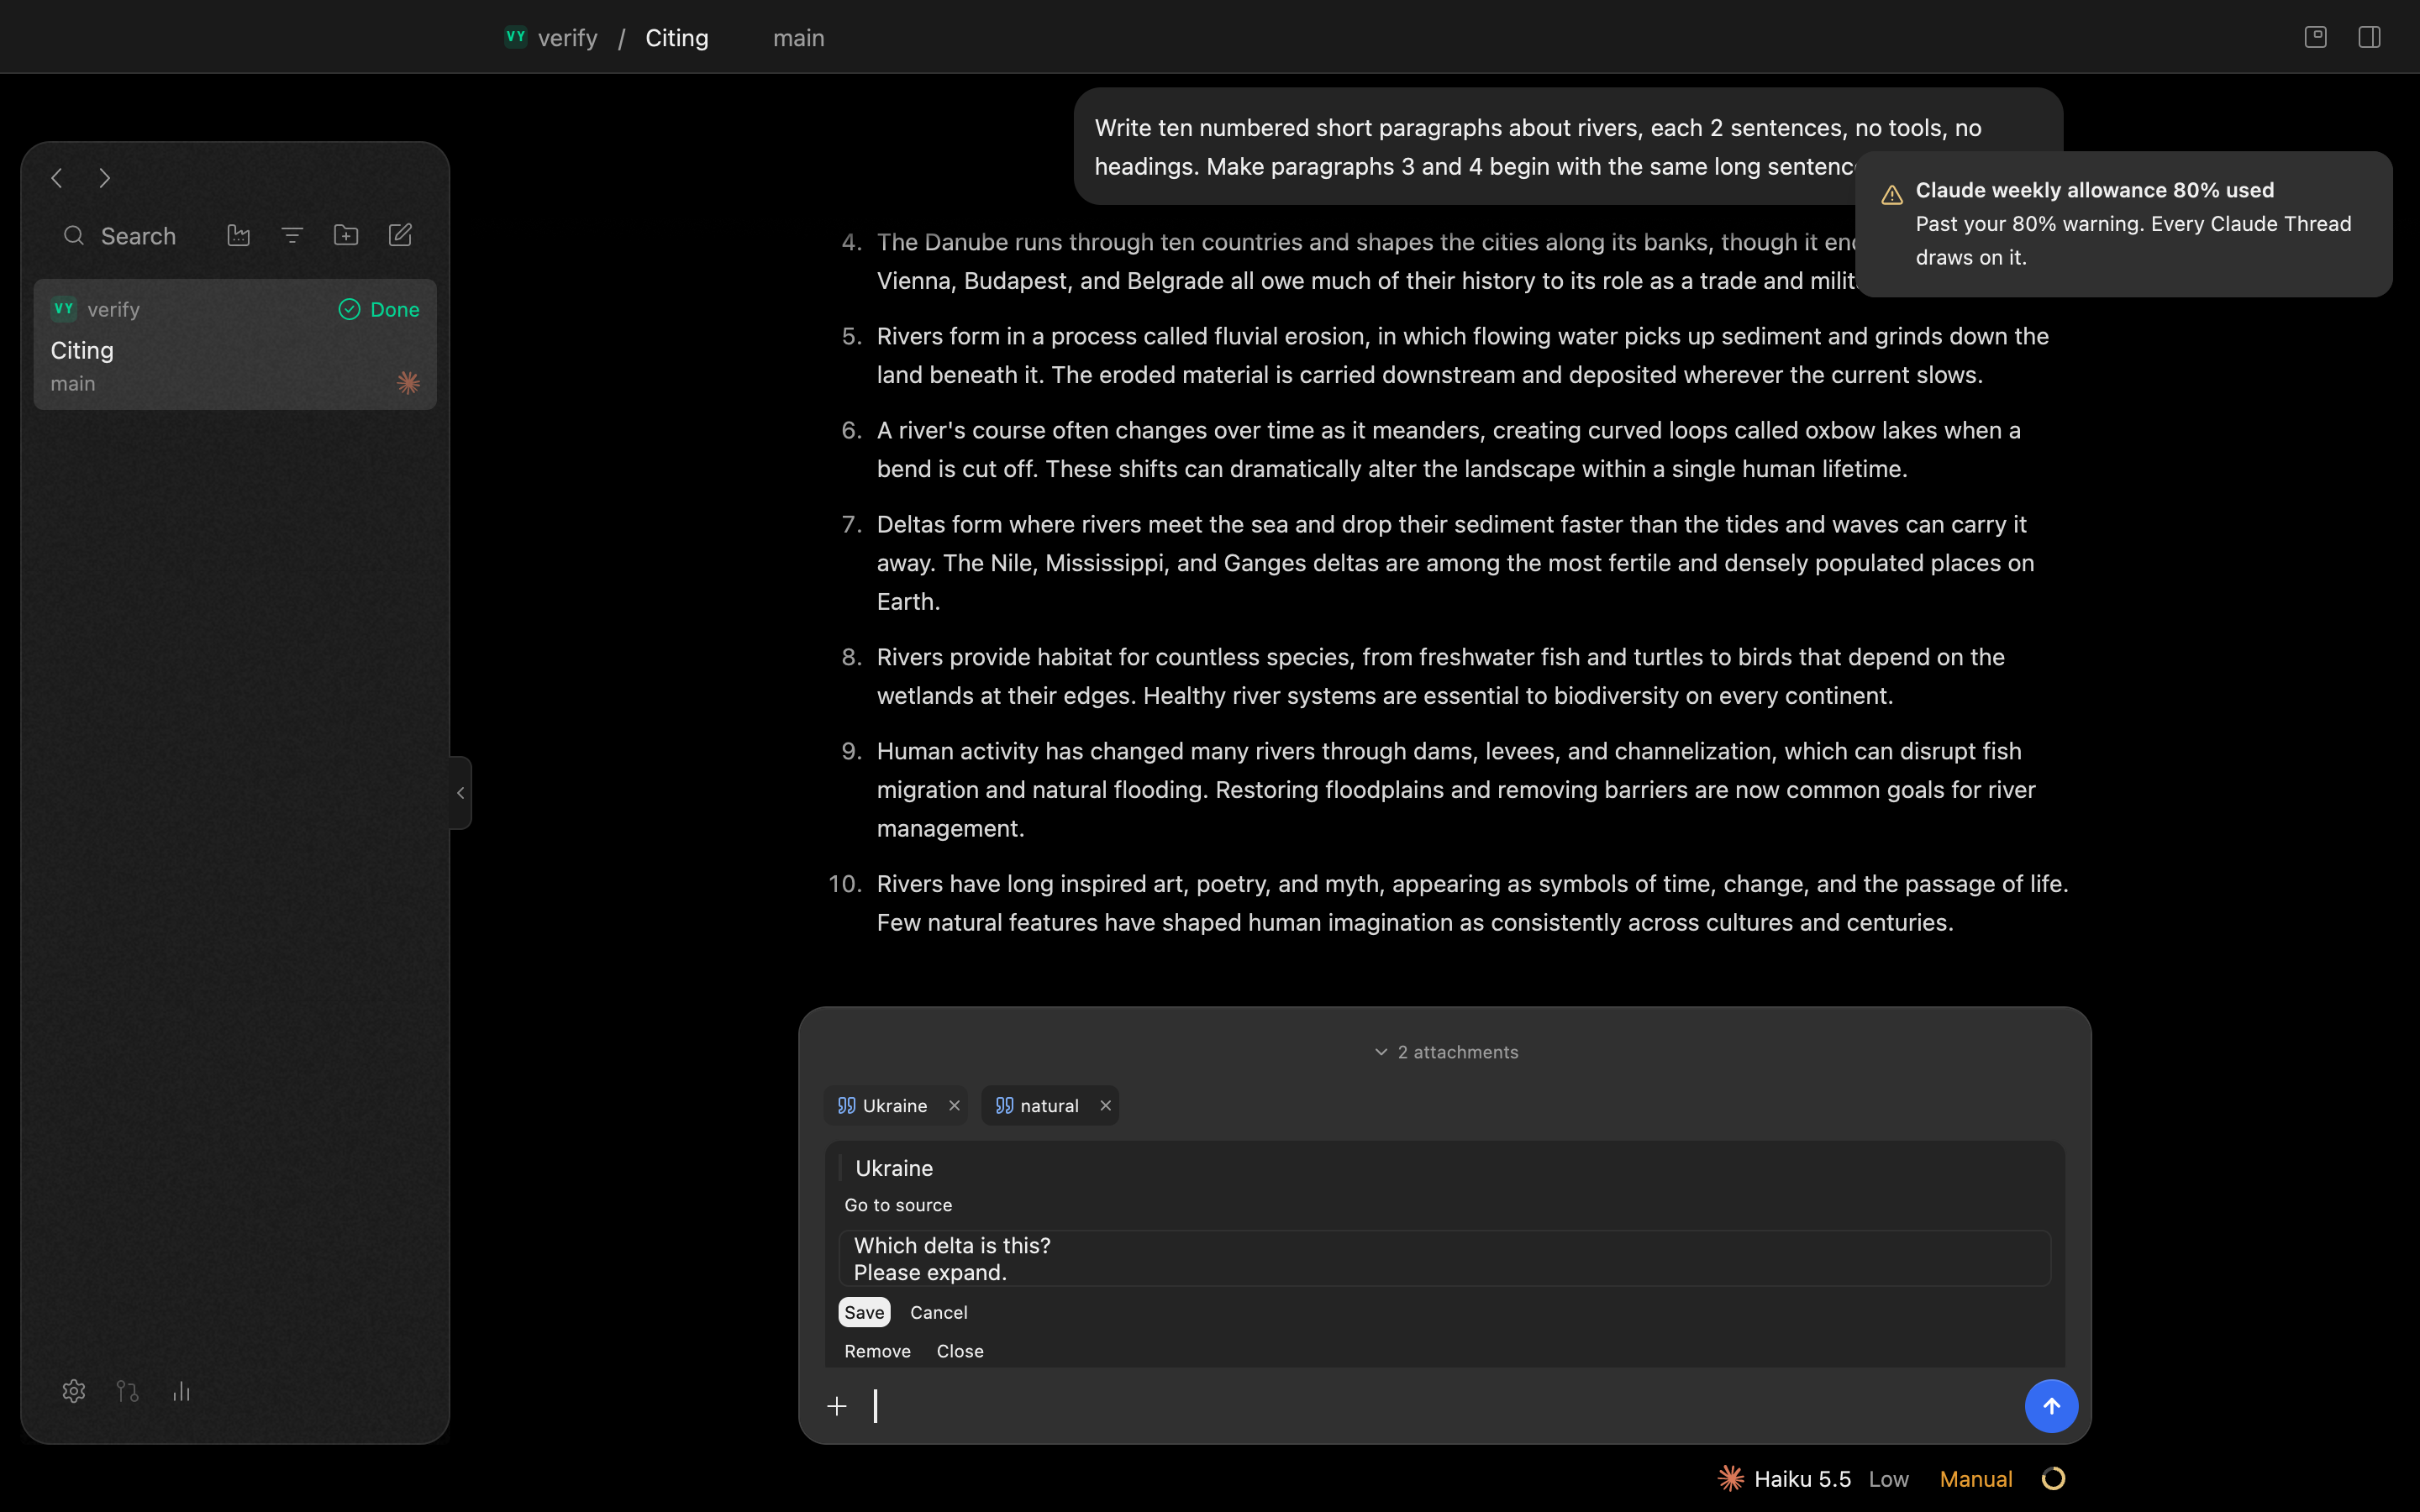 VY verify / Citing main
Write ten numbered short paragraphs about rivers, each 2 sentences, no tools, no
headings. Make paragraphs 3 and 4 begin with the same long
Claude weekly allowance 80% used
Past your 80% warning. Every Claude Thread
draws on it.
Search
VY verify Done
Citing
main
4. The Danube runs through ten countries and shapes the cities along its banks, though it
Vienna, Budapest, and Belgrade all owe much of their history to its role as a trade and
5. Rivers form in a process called fluvial erosion, in which flowing water picks up sediment and grinds down the
land beneath it. The eroded material is carried downstream and deposited wherever the current slows.
6. A river's course often changes over time as it meanders, creating curved loops called oxbow lakes when a
bend is cut off. These shifts can dramatically alter the landscape within a single human lifetime.
7. Deltas form where rivers meet the sea and drop their sediment faster than the tides and waves can carry it
away. The Nile, Mississippi, and Ganges deltas are among the most fertile and densely populated places on
Earth.
8. Rivers provide habitat for countless species, from freshwater fish and turtles to birds that depend on the
wetlands at their edges. Healthy river systems are essential to biodiversity on every continent.
9. Human activity has changed many rivers through dams, levees, and channelization, which can disrupt fish
migration and natural flooding. Restoring floodplains and removing barriers are now common goals for river
management.
10. Rivers have long inspired art, poetry, and myth, appearing as symbols of time, change, and the passage of life.
Few natural features have shaped human imagination as consistently across cultures and centuries.
2 attachments
Ukraine natural
Ukraine
Go to source
Which delta is this?
Please expand.
Save Cancel
Remove Close
Haiku 5.5 Low Manual